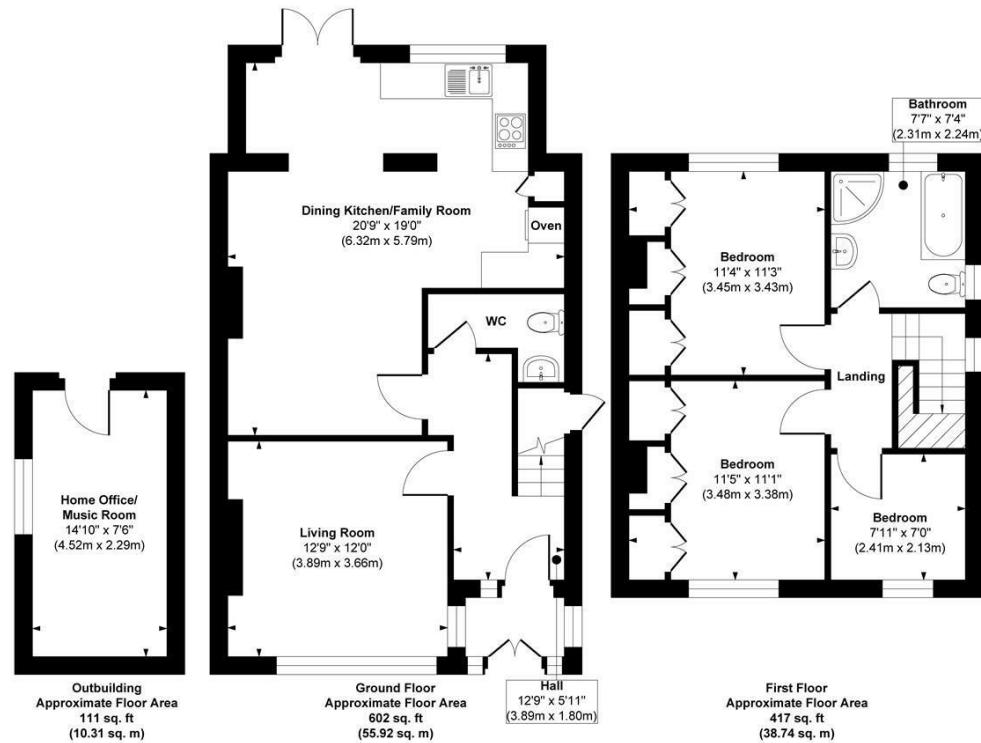 Bathroom
7'7" x 7'4"
(2.31m x 2.24m)
Dining Kitchen/Family Room
20'9" x 19'0"
(6.32m x 5.79m)
Oven
WC
Bedroom
11'4" x 11'3"
(3.45m x 3.43m)
Landing
Home Office/
Music Room
14'10" x 7'6"
(4.52m x 2.29m)
Living Room
12'9" x 12'0"
(3.89m x 3.66m)
Bedroom
11'5" x 11'1"
(3.48m x 3.38m)
Bedroom
7'11" x 7'0"
(2.41m x 2.13m)
Hall
12'9" x 5'11"
(3.89m x 1.80m)
Outbuilding
Approximate Floor Area
111 sq. ft
(10.31 sq. m)
Ground Floor
Approximate Floor Area
602 sq. ft
(55.92 sq. m)
First Floor
Approximate Floor Area
417 sq. ft
(38.74 sq. m)